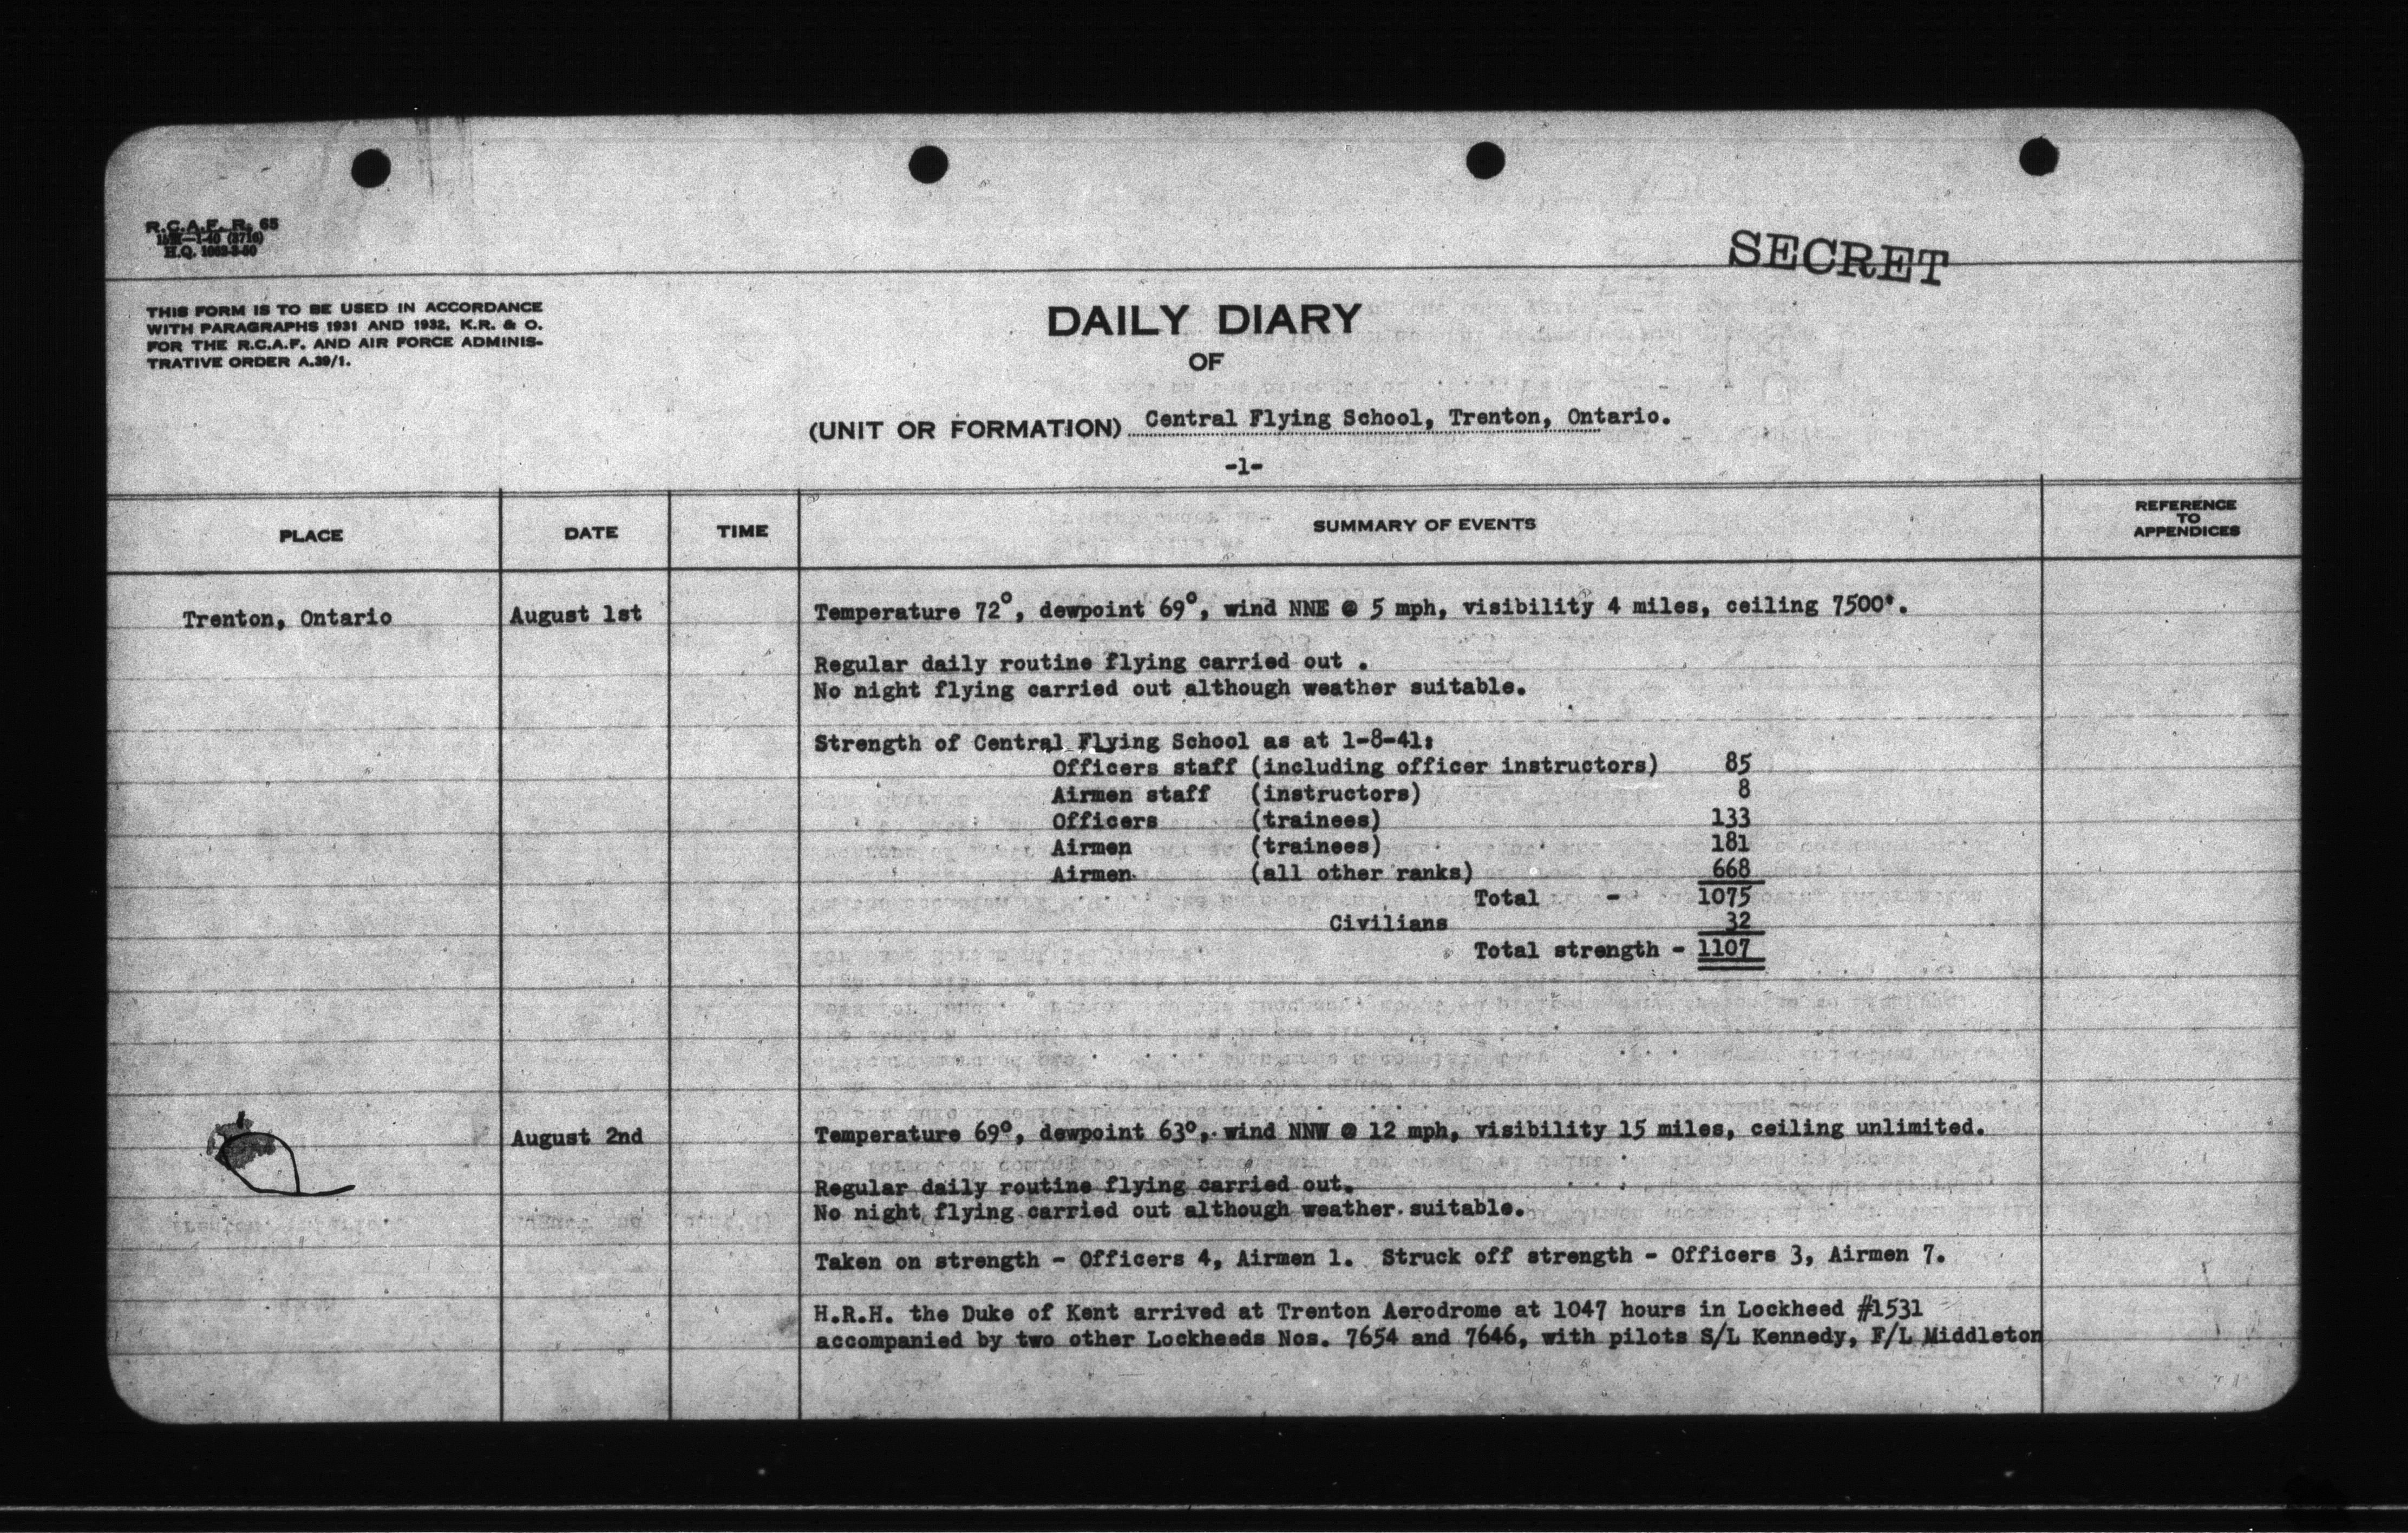 R.C.A.F. R. 65
H.Q. 1062-3-50
SECRET
THIS FORM IS TO BE USED IN ACCORDANCE
WITH PARAGRAPHS 1931 AND 1932, K.R. & O.
FOR THE R.C.A.F. AND AIR FORCE ADMINIS-
TRATIVE ORDER A.39/1.
DAILY DIARY
OF
(UNIT OR FORMATION) Central Flying School, Trenton, Ontario.
-1-
PLACE DATE TIME SUMMARY OF EVENTS REFERENCE
TO
APPENDICES
Trenton, Ontario August 1st Temperature 72°, dewpoint 69°, wind NNE @ 5 mph, visibility 4 miles, ceiling 7500'.
Regular daily routine flying carried out .
No night flying carried out although weather suitable.
Strength of Central Flying School as at 1-8-41:
Officers staff (including officer instructors) 85
Airmen staff (instructors) 8
Officers (trainees) 133
Airmen (trainees) 181
Airmen (all other ranks) 668
Total - 1075
Civilians 32
Total strength - 1107
August 2nd Temperature 69°, dewpoint 63°, wind NNW @ 12 mph, visibility 15 miles, ceiling unlimited.
Regular daily routine flying carried out.
No night flying carried out although weather suitable.
Taken on strength - Officers 4, Airmen 1. Struck off strength - Officers 3, Airmen 7.
H.R.H. the Duke of Kent arrived at Trenton Aerodrome at 1047 hours in Lockheed #1531
accompanied by two other Lockheeds Nos. 7654 and 7646, with pilots S/L Kennedy, F/L Middleton